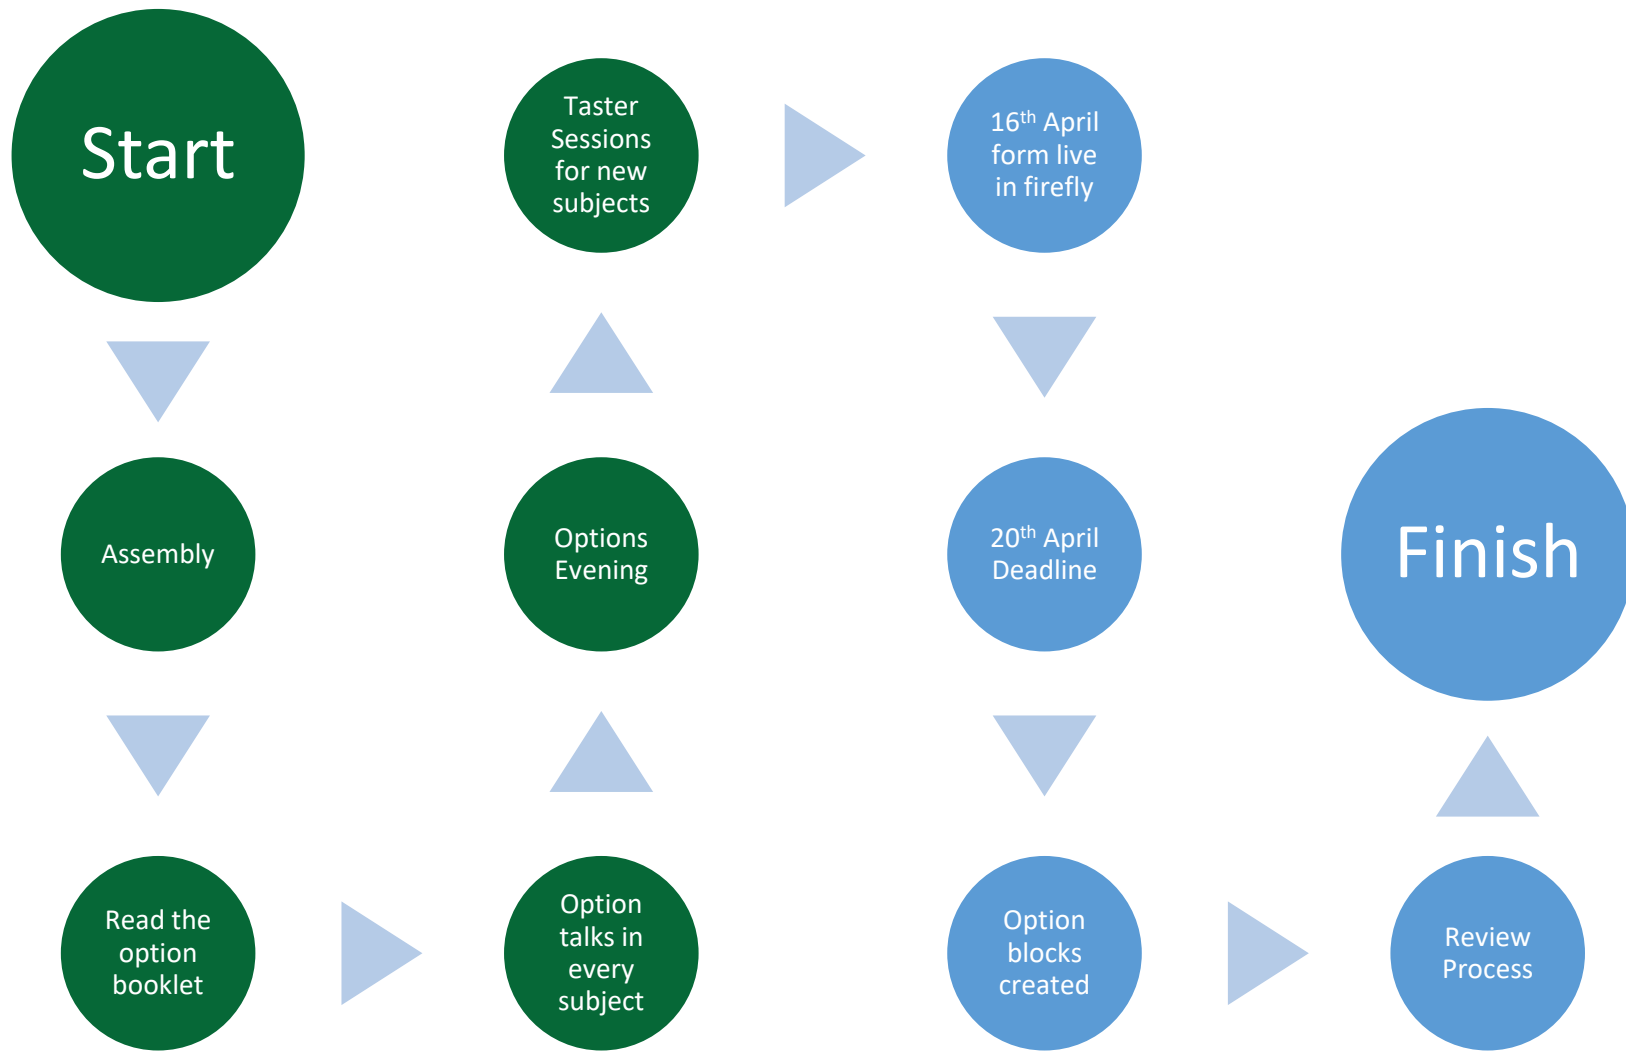 Start
Assembly
Read the
option
booklet
Option
talks in
every
subject
Options
Evening
Taster
Sessions
for new
subjects
16th April
form live
in firefly
20th April
Deadline
Option
blocks
created
Review
Process
Finish